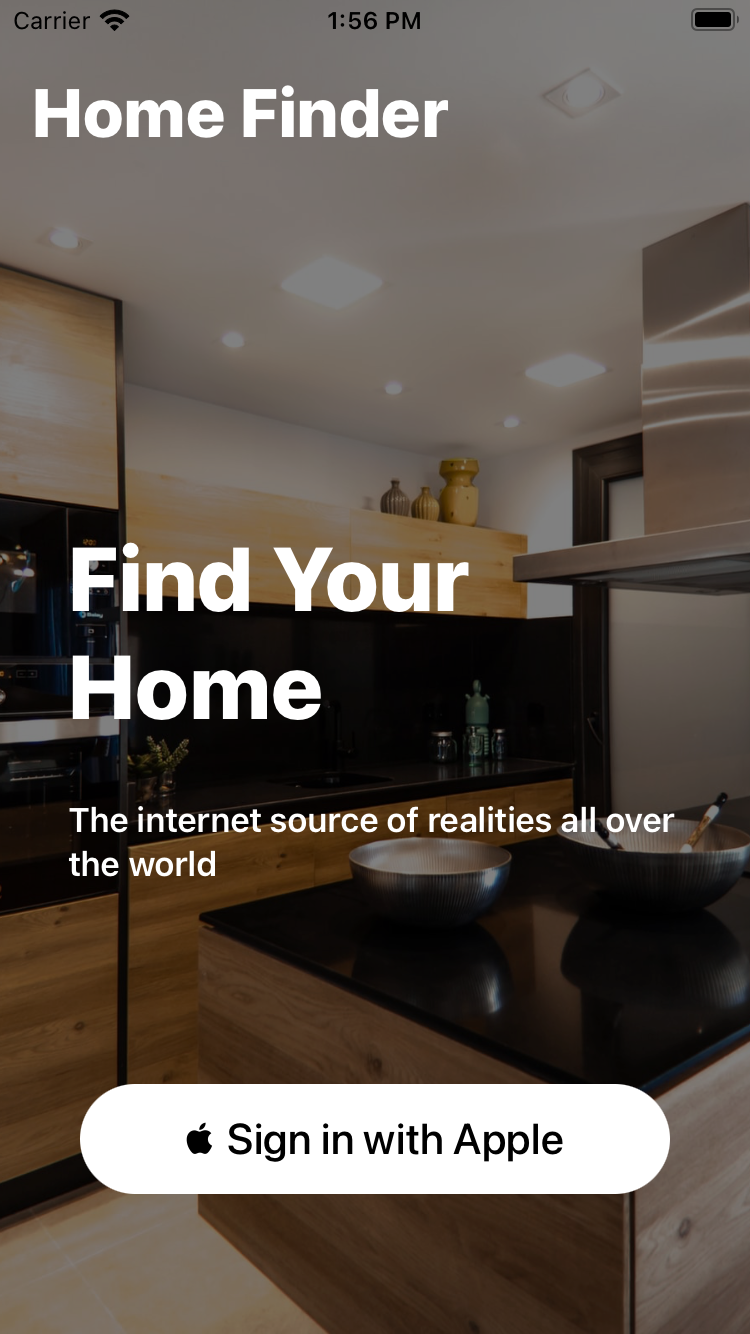 Carrier 1:56 PM
Home Finder
Find Your
Home
The internet source of realities all over
the world
Sign in with Apple